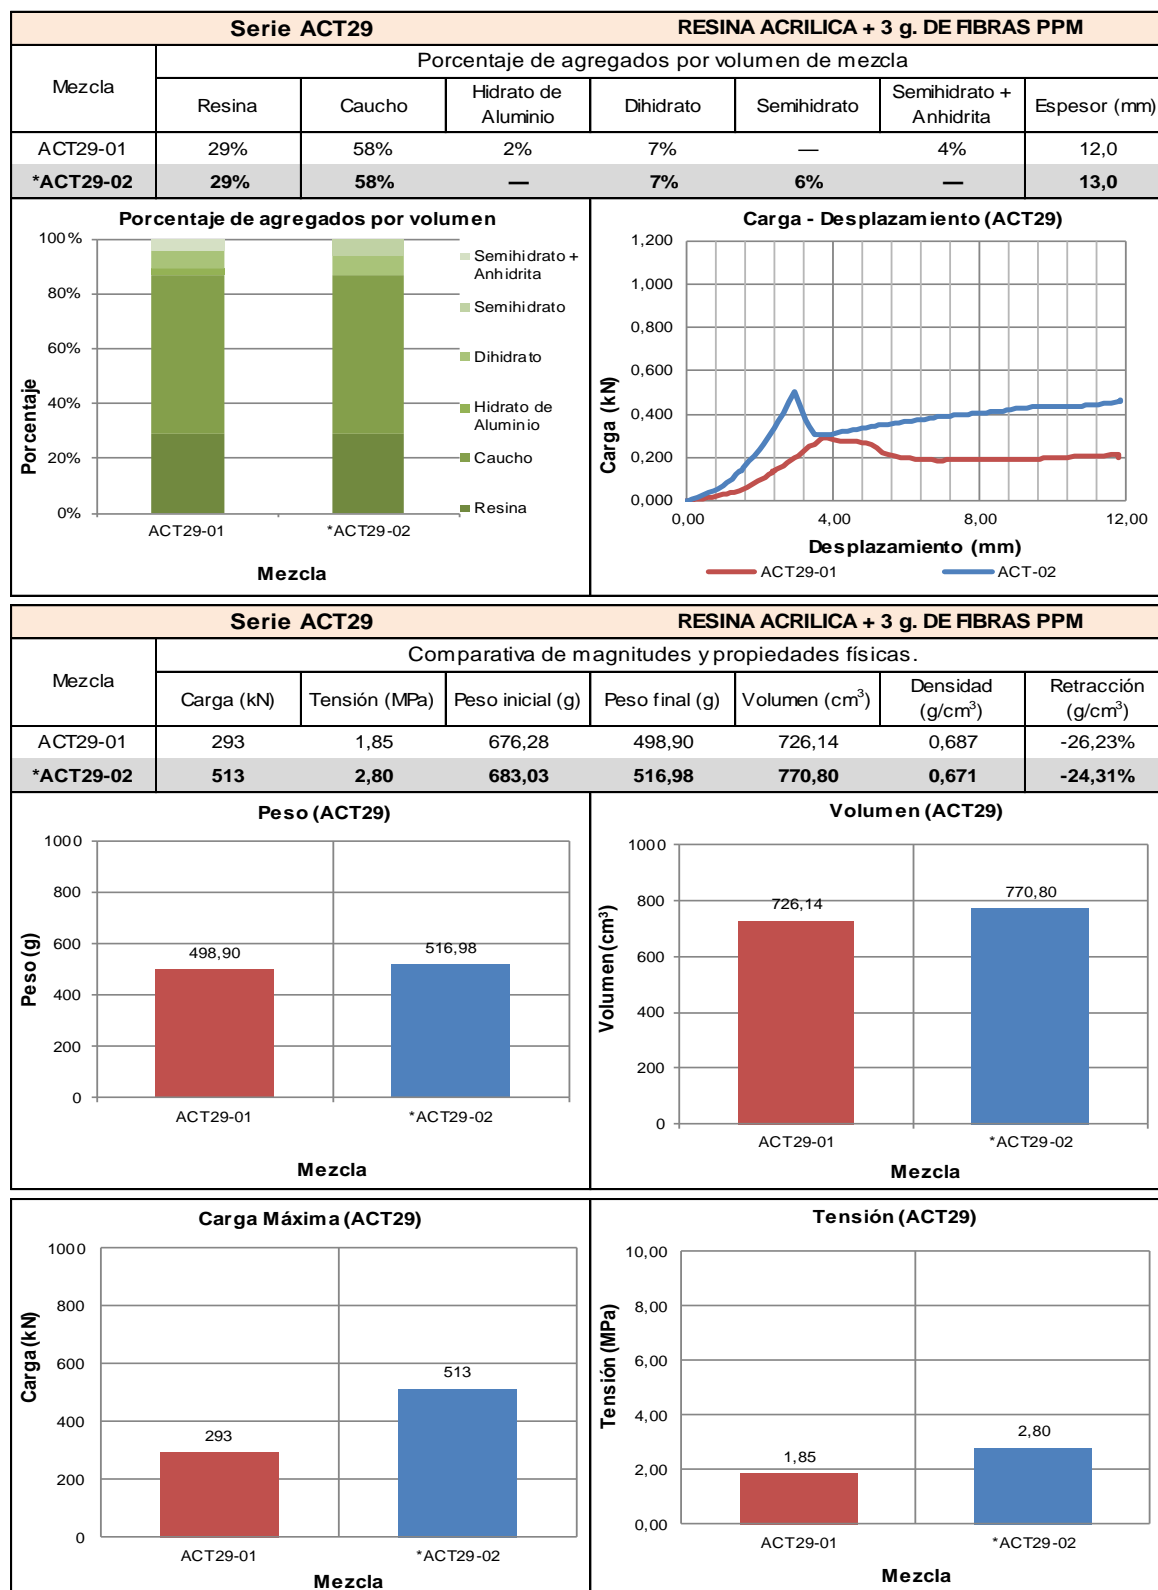 Serie ACT29 RESINA ACRILICA + 3 g. DE FIBRAS PPM
Mezcla
Porcentaje de agregados por volumen de mezcla
Resina Caucho Hidrato de Aluminio Dihidrato Semihidrato Semihidrato + Anhidrita Espesor (mm)
ACT29-01 29% 58% 2% 7% — 4% 12,0
*ACT29-02 29% 58% — 7% 6% — 13,0
Porcentaje de agregados por volumen
100%
80%
60%
40%
20%
0%
Porcentaje
ACT29-01 *ACT29-02
Mezcla
Semihidrato +
Anhidrita
Semihidrato
Dihidrato
Hidrato de
Aluminio
Caucho
Resina
Carga - Desplazamiento (ACT29)
1,200
1,000
0,800
0,600
0,400
0,200
0,000
Carga (kN)
0,00 4,00 8,00 12,00
Desplazamiento (mm)
ACT29-01 ACT-02
Serie ACT29 RESINA ACRILICA + 3 g. DE FIBRAS PPM
Mezcla
Comparativa de magnitudes y propiedades físicas.
Carga (kN) Tensión (MPa) Peso inicial (g) Peso final (g) Volumen (cm³) Densidad (g/cm³) Retracción (g/cm³)
ACT29-01 293 1,85 676,28 498,90 726,14 0,687 -26,23%
*ACT29-02 513 2,80 683,03 516,98 770,80 0,671 -24,31%
Peso (ACT29)
1000
800
600
400
200
0
Peso (g)
498,90
516,98
ACT29-01 *ACT29-02
Mezcla
Volumen (ACT29)
1000
800
600
400
200
0
Volumen (cm³)
726,14
770,80
ACT29-01 *ACT29-02
Mezcla
Carga Máxima (ACT29)
1000
800
600
400
200
0
Carga (kN)
293
513
ACT29-01 *ACT29-02
Mezcla
Tensión (ACT29)
10,00
8,00
6,00
4,00
2,00
0,00
Tensión (MPa)
1,85
2,80
ACT29-01 *ACT29-02
Mezcla